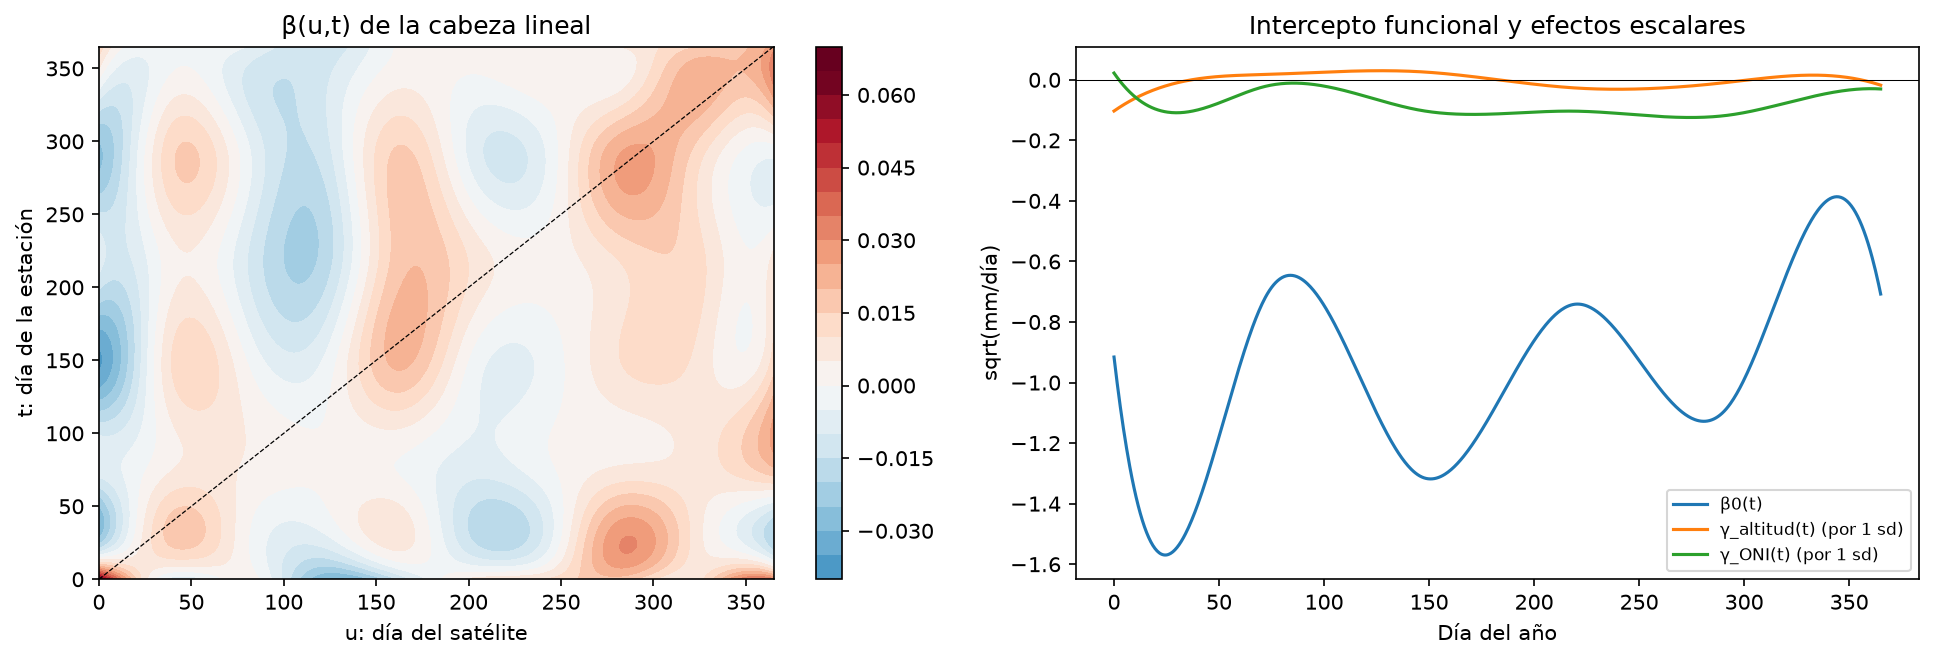 β(u,t) de la cabeza lineal
t: día de la estación
350
300
250
200
150
100
50
0
0 50 100 150 200 250 300 350
u: día del satélite
0.060
0.045
0.030
0.015
0.000
−0.015
−0.030
Intercepto funcional y efectos escalares
sqrt(mm/día)
0.0
−0.2
−0.4
−0.6
−0.8
−1.0
−1.2
−1.4
−1.6
0 50 100 150 200 250 300 350
Día del año
β0(t)
γ_altitud(t) (por 1 sd)
γ_ONI(t) (por 1 sd)